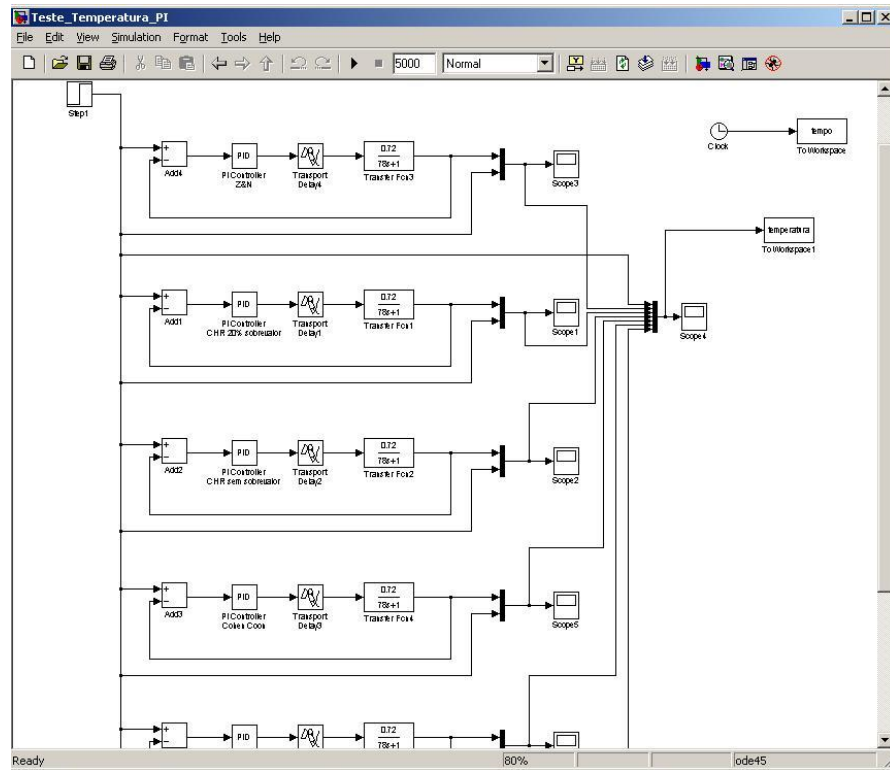 Teste_Temperatura_PI
File Edit View Simulation Format Tools Help
5000 Normal
Step1
Clock
tempo
To Workspace
Add4
PID
PI Controller
Z&N
Transport
Delay4
0.72
78s+1
Transfer Fcn3
Scope3
temperatura
To Workspace1
Add1
PID
PI Controller
CHR 20% sobrevalor
Transport
Delay1
0.72
78s+1
Transfer Fcn1
Scope1
Scope4
Add2
PID
PI Controller
CHR sem sobrevalor
Transport
Delay2
0.72
78s+1
Transfer Fcn2
Scope2
Add3
PID
PI Controller
Cohen Coon
Transport
Delay3
0.72
78s+1
Transfer Fcn4
Scope5
PID
0.72
78s+1
Ready 80% ode45